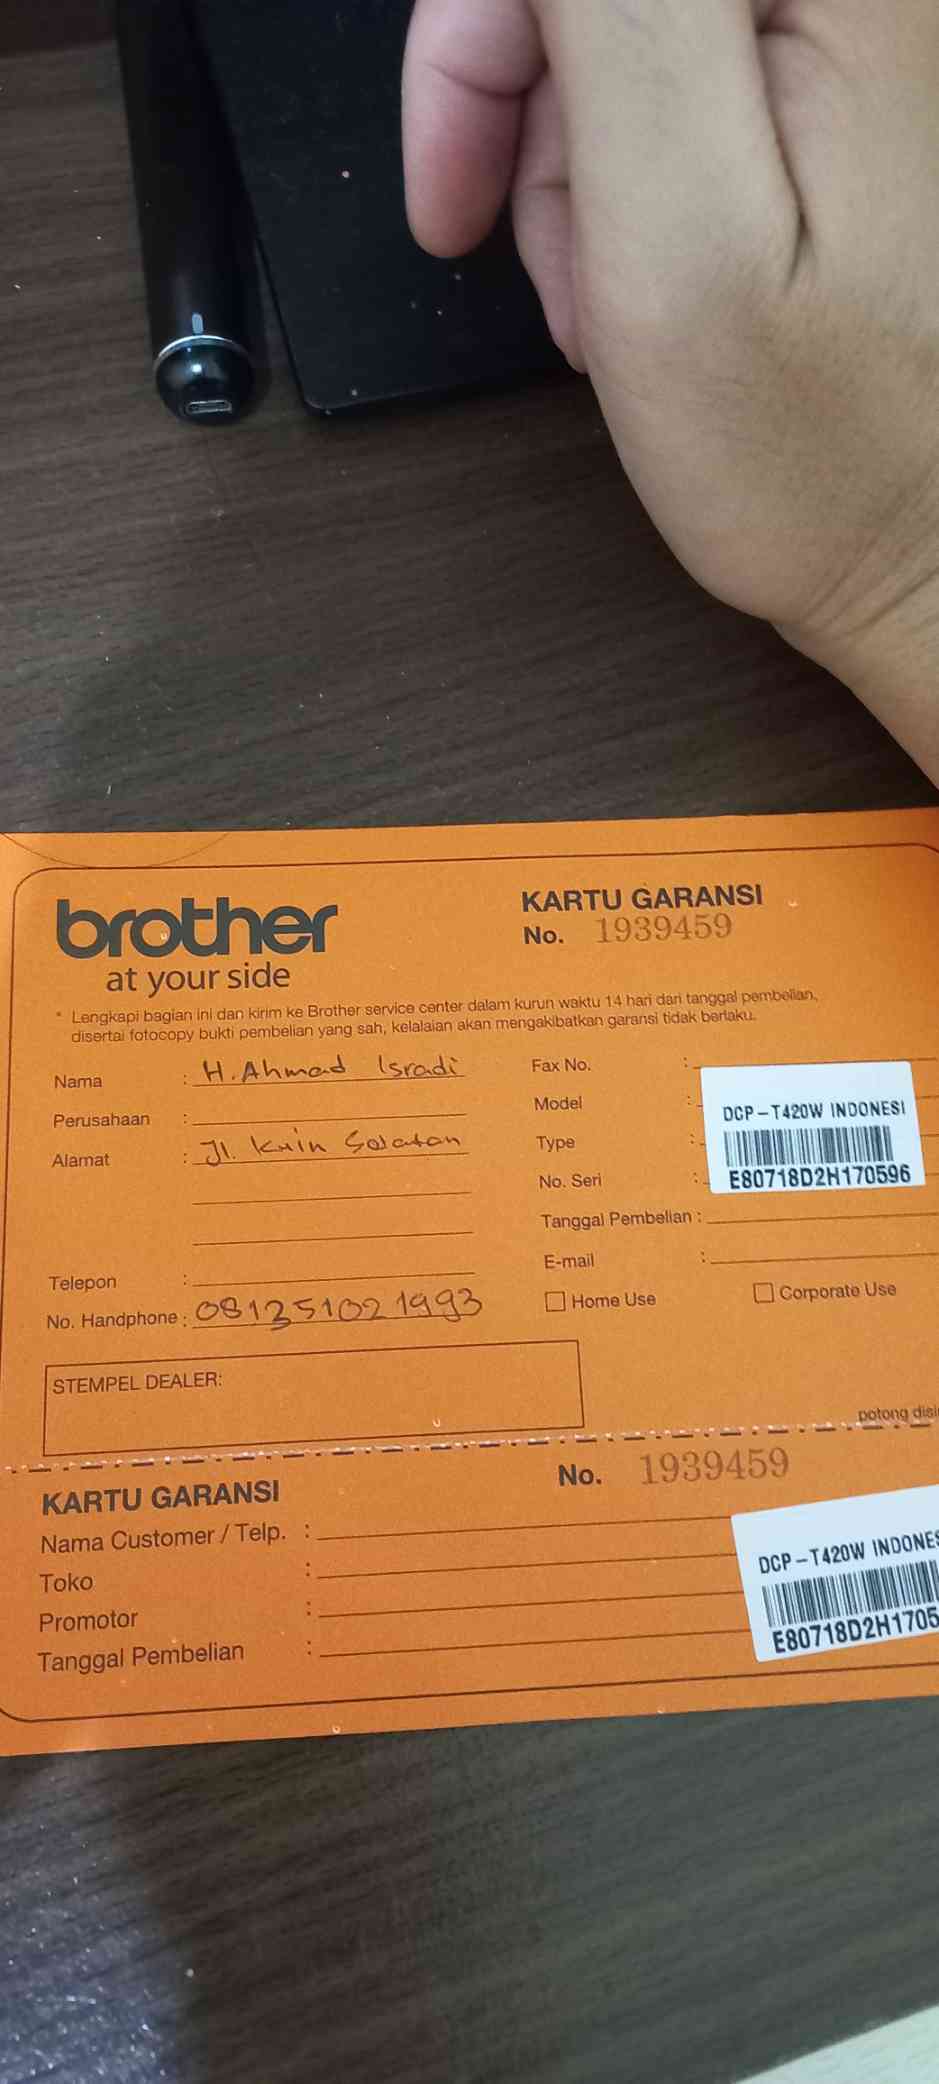 brother
at your side
KARTU GARANSI
No. 1939459
* Lengkapi bagian ini dan kirim ke Brother service center dalam kurun waktu 14 hari dari tanggal pembelian,
disertai fotocopy bukti pembelian yang sah, kelalaian akan mengakibatkan garansi tidak berlaku.
Nama : H. Ahmad Isradi
Perusahaan :
Alamat : Jl. Kuin Selatan
Telepon :
No. Handphone : 081351021993
Fax No. :
Model :
Type :
No. Seri :
DCP-T420W INDONESI
E80718D2H170596
Tanggal Pembelian :
E-mail :
Home Use
Corporate Use
STEMPEL DEALER:
potong disi
KARTU GARANSI
No. 1939459
Nama Customer / Telp. :
Toko :
Promotor :
Tanggal Pembelian :
DCP-T420W INDONES
E80718D2H1705